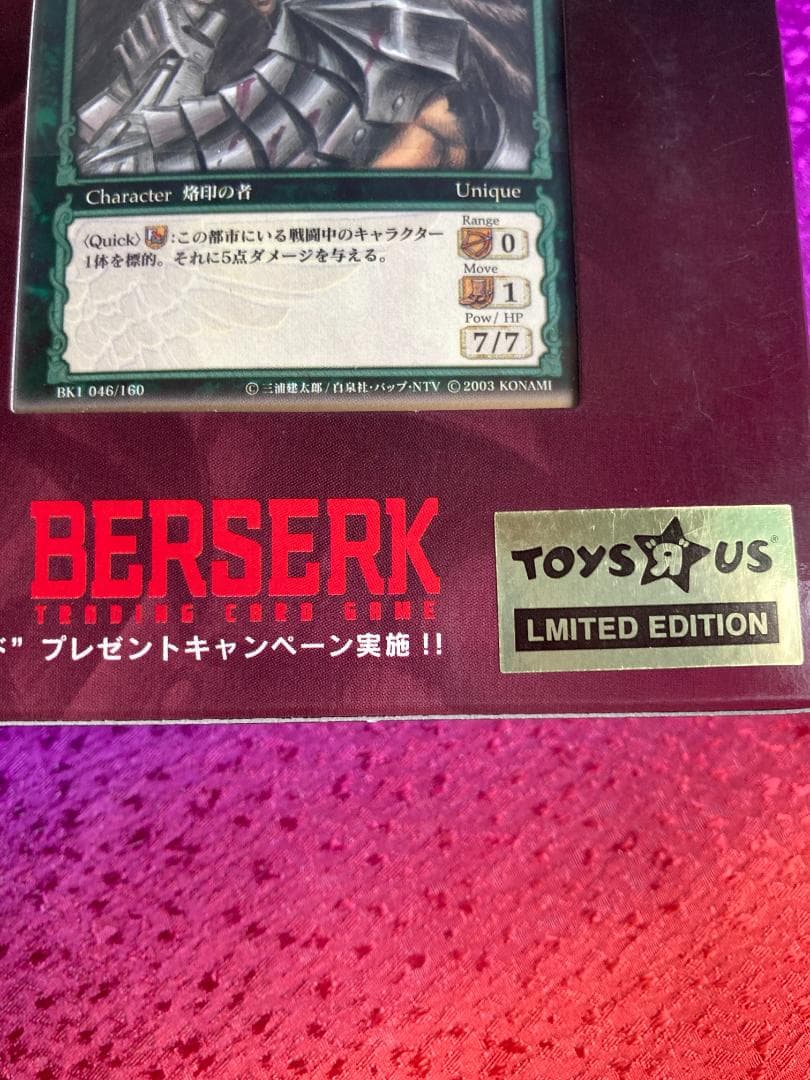 Character 烙印の者 Unique
〈Quick〉:この都市にいる戦闘中のキャラクター
1体を標的。それに5点ダメージを与える。
Range
0
Move
1
Pow/ HP
7/7
BK1 046/160 ©三浦建太郎/白泉社・バップ・NTV ©2003 KONAMI
BERSERK
TRADING CARD GAME
ド” プレゼントキャンペーン実施!!
TOYS R US®
LMITED EDITION